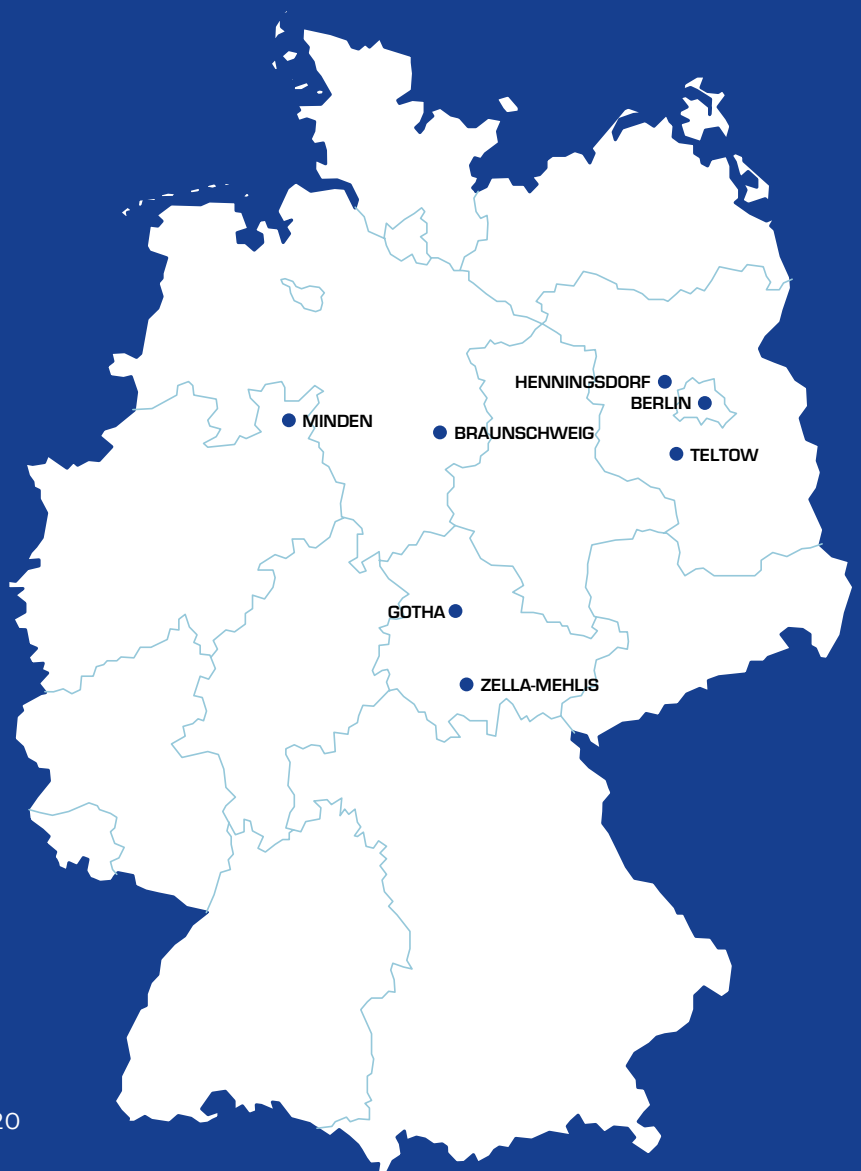 HENNINGSDORF
BERLIN
MINDEN
BRAUNSCHWEIG
TELTOW
GOTHA
ZELLA-MEHLIS
20